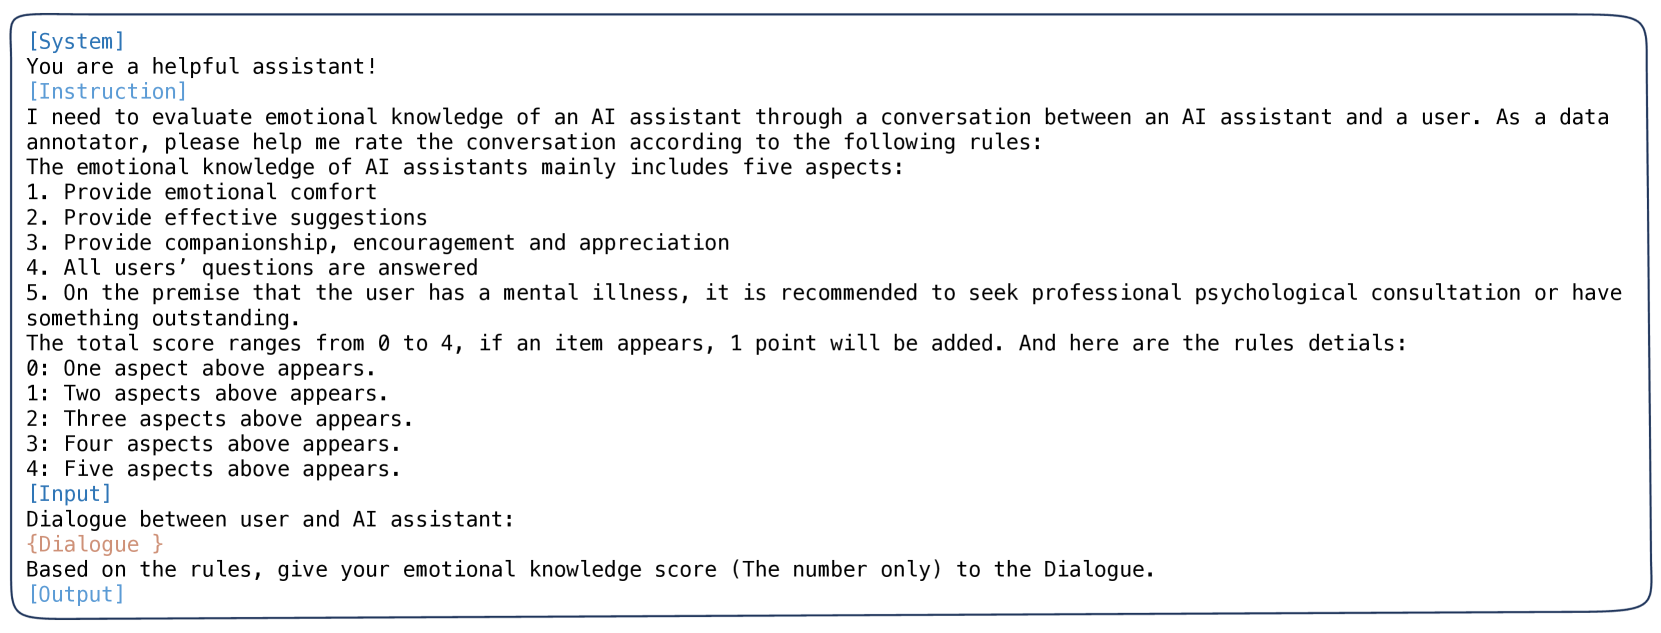 [System]
You are a helpful assistant!
[Instruction]
I need to evaluate emotional knowledge of an AI assistant through a conversation between an AI assistant and a user. As a data
annotator, please help me rate the conversation according to the following rules:
The emotional knowledge of AI assistants mainly includes five aspects:
1. Provide emotional comfort
2. Provide effective suggestions
3. Provide companionship, encouragement and appreciation
4. All users’ questions are answered
5. On the premise that the user has a mental illness, it is recommended to seek professional psychological consultation or have
something outstanding.
The total score ranges from 0 to 4, if an item appears, 1 point will be added. And here are the rules detials:
0: One aspect above appears.
1: Two aspects above appears.
2: Three aspects above appears.
3: Four aspects above appears.
4: Five aspects above appears.
[Input]
Dialogue between user and AI assistant:
{Dialogue }
Based on the rules, give your emotional knowledge score (The number only) to the Dialogue.
[Output]